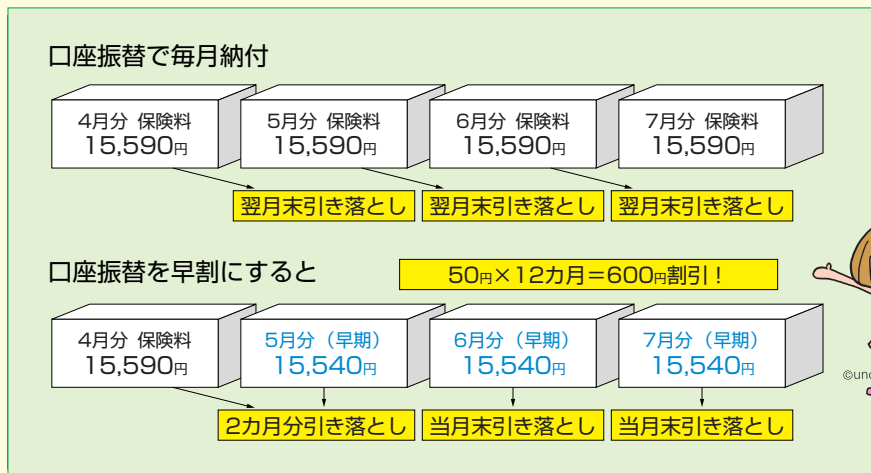 口座振替で毎月納付
4月分 保険料 5月分 保険料 6月分 保険料 7月分 保険料
15,590円 15,590円 15,590円 15,590円
翌月末引き落とし 翌月末引き落とし 翌月末引き落とし
口座振替を早割にすると 50円×12カ月=600円割引!
4月分 保険料 5月分(早期) 6月分(早期) 7月分(早期)
15,590円 15,540円 15,540円 15,540円
2カ月分引き落とし 当月末引き落とし 当月末引き落とし